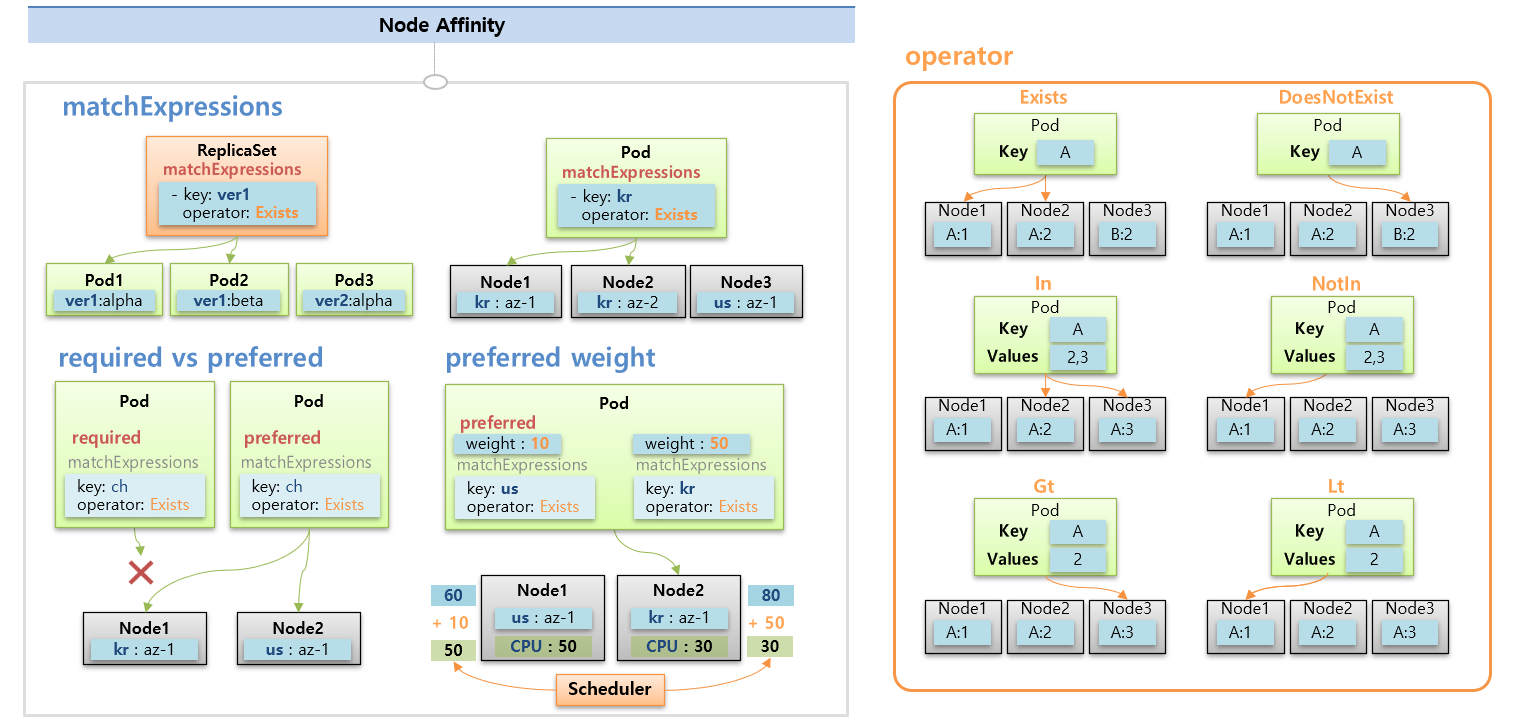 Node Affinity
matchExpressions
ReplicaSet
matchExpressions
- key: ver1
operator: Exists
Pod1
ver1:alpha
Pod2
ver1:beta
Pod3
ver2:alpha
Pod
matchExpressions
- key: kr
operator: Exists
Node1
kr : az-1
Node2
kr : az-2
Node3
us : az-1
required vs preferred
Pod
required
matchExpressions
key: ch
operator: Exists
Pod
preferred
matchExpressions
key: ch
operator: Exists
Node1
kr : az-1
Node2
us : az-1
preferred weight
Pod
preferred
weight : 10
matchExpressions
key: us
operator: Exists
weight : 50
matchExpressions
key: kr
operator: Exists
60
+ 10
50
Node1
us : az-1
CPU : 50
Node2
kr : az-1
CPU : 30
80
+ 50
30
Scheduler
operator
Exists
Pod
Key A
Node1
A:1
Node2
A:2
Node3
B:2
DoesNotExist
Pod
Key A
Node1
A:1
Node2
A:2
Node3
B:2
In
Pod
Key A
Values 2,3
Node1
A:1
Node2
A:2
Node3
A:3
NotIn
Pod
Key A
Values 2,3
Node1
A:1
Node2
A:2
Node3
A:3
Gt
Pod
Key A
Values 2
Node1
A:1
Node2
A:2
Node3
A:3
Lt
Pod
Key A
Values 2
Node1
A:1
Node2
A:2
Node3
A:3